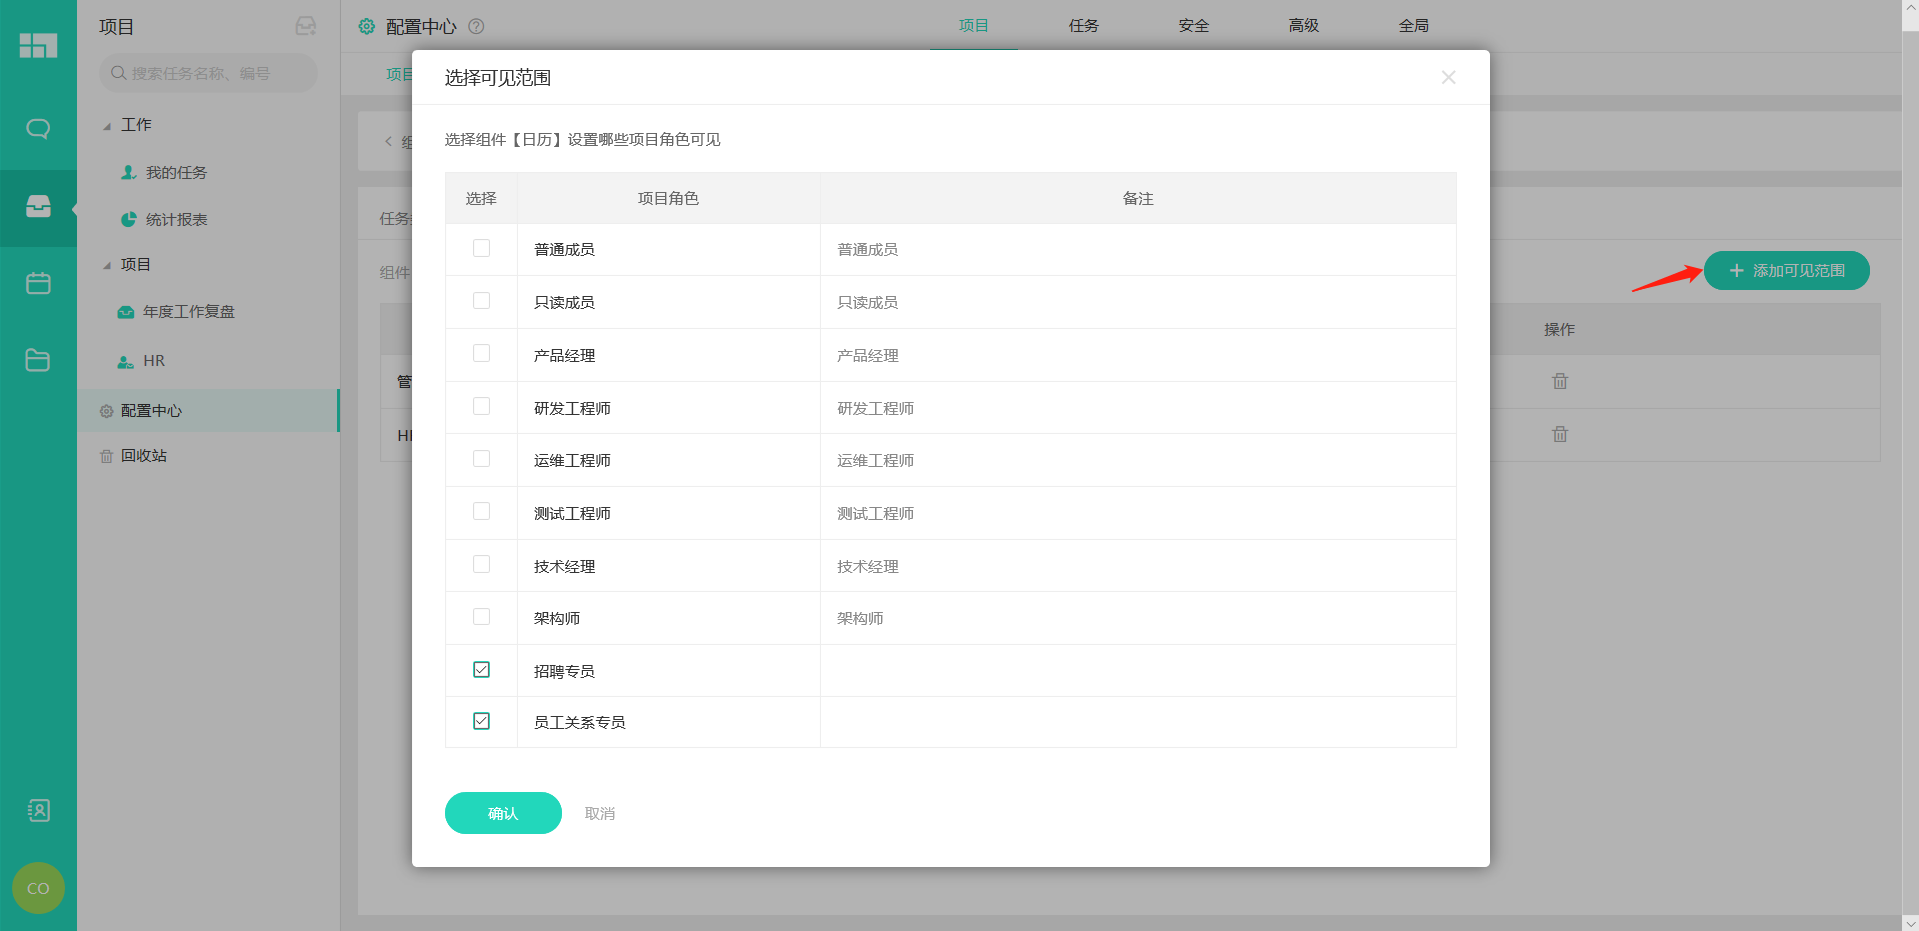 项目
搜索任务名称、编号
工作
我的任务
统计报表
项目
年度工作复盘
HR
配置中心
回收站
CO
配置中心
项目
任务
安全
高级
全局
项目
任务
组件
添加可见范围
操作
管
选择可见范围
选择组件【日历】设置哪些项目角色可见
选择 项目角色 备注
普通成员 普通成员
只读成员 只读成员
产品经理 产品经理
研发工程师 研发工程师
运维工程师 运维工程师
测试工程师 测试工程师
技术经理 技术经理
架构师 架构师
招聘专员
员工关系专员
确认 取消